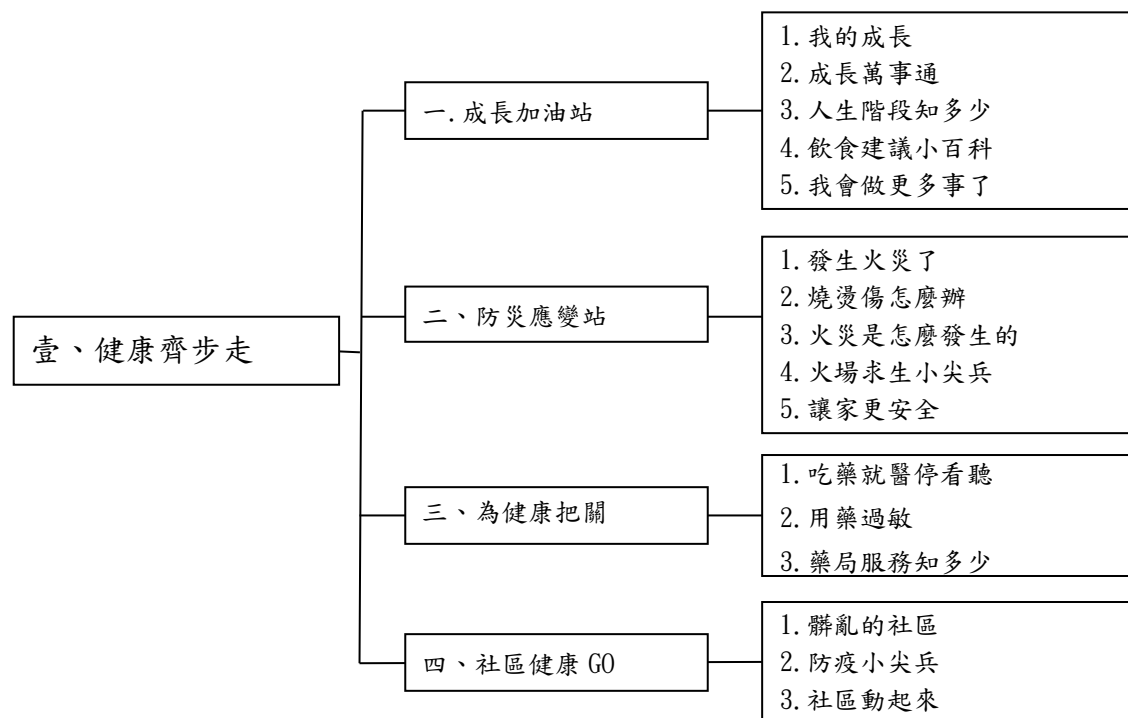 壹、健康齊步走
一.成長加油站
1.我的成長
2.成長萬事通
3.人生階段知多少
4.飲食建議小百科
5.我會做更多事了
二、防災應變站
1.發生火災了
2.燒燙傷怎麼辦
3.火災是怎麼發生的
4.火場求生小尖兵
5.讓家更安全
三、為健康把關
1.吃藥就醫停看聽
2.用藥過敏
3.藥局服務知多少
四、社區健康 GO
1.髒亂的社區
2.防疫小尖兵
3.社區動起來